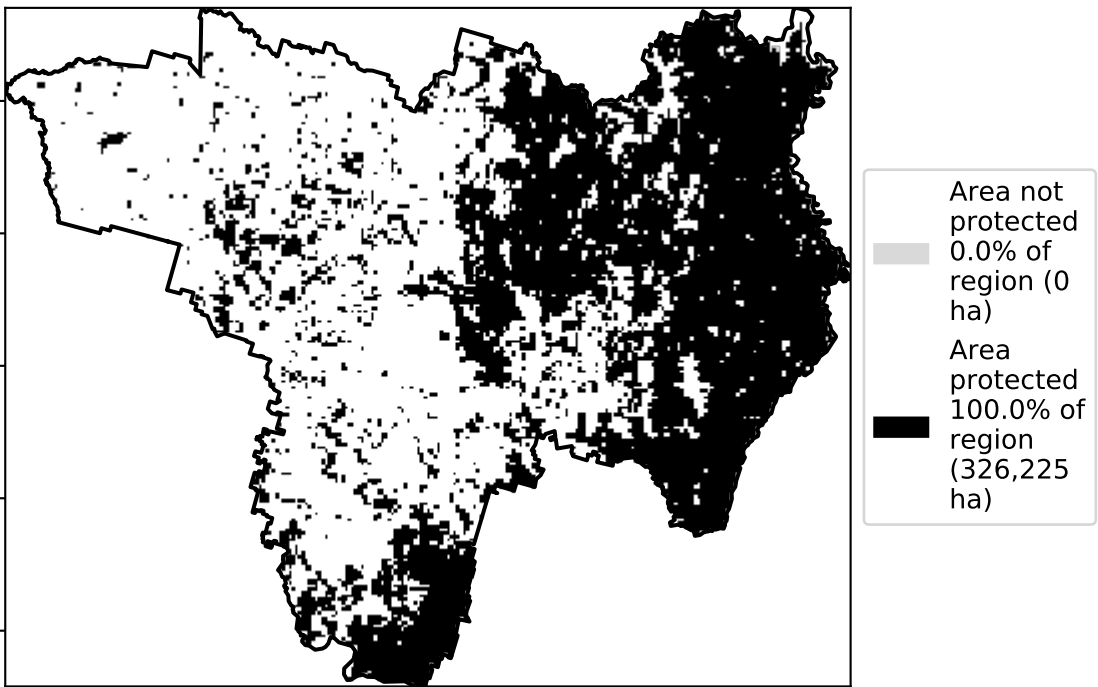 Area not
protected
0.0% of
region (0
ha)
Area
protected
100.0% of
region
(326,225
ha)